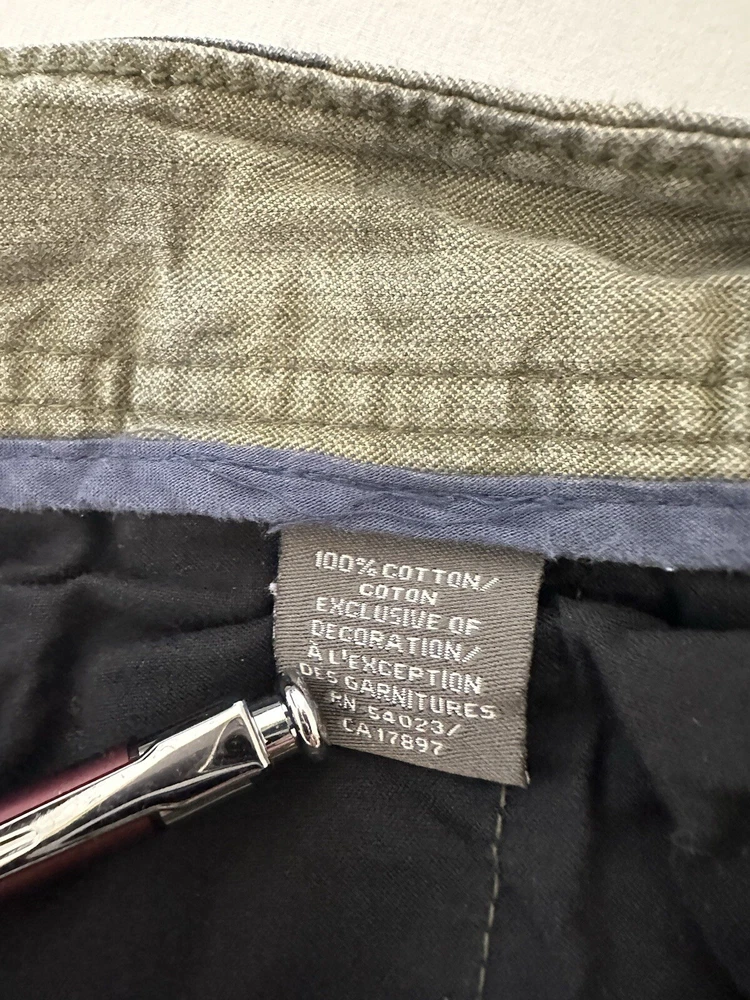 100% COTTON/
COTON
EXCLUSIVE OF
DECORATION/
À L'EXCEPTION
DES GARNITURES
RN 54023/
CA17897